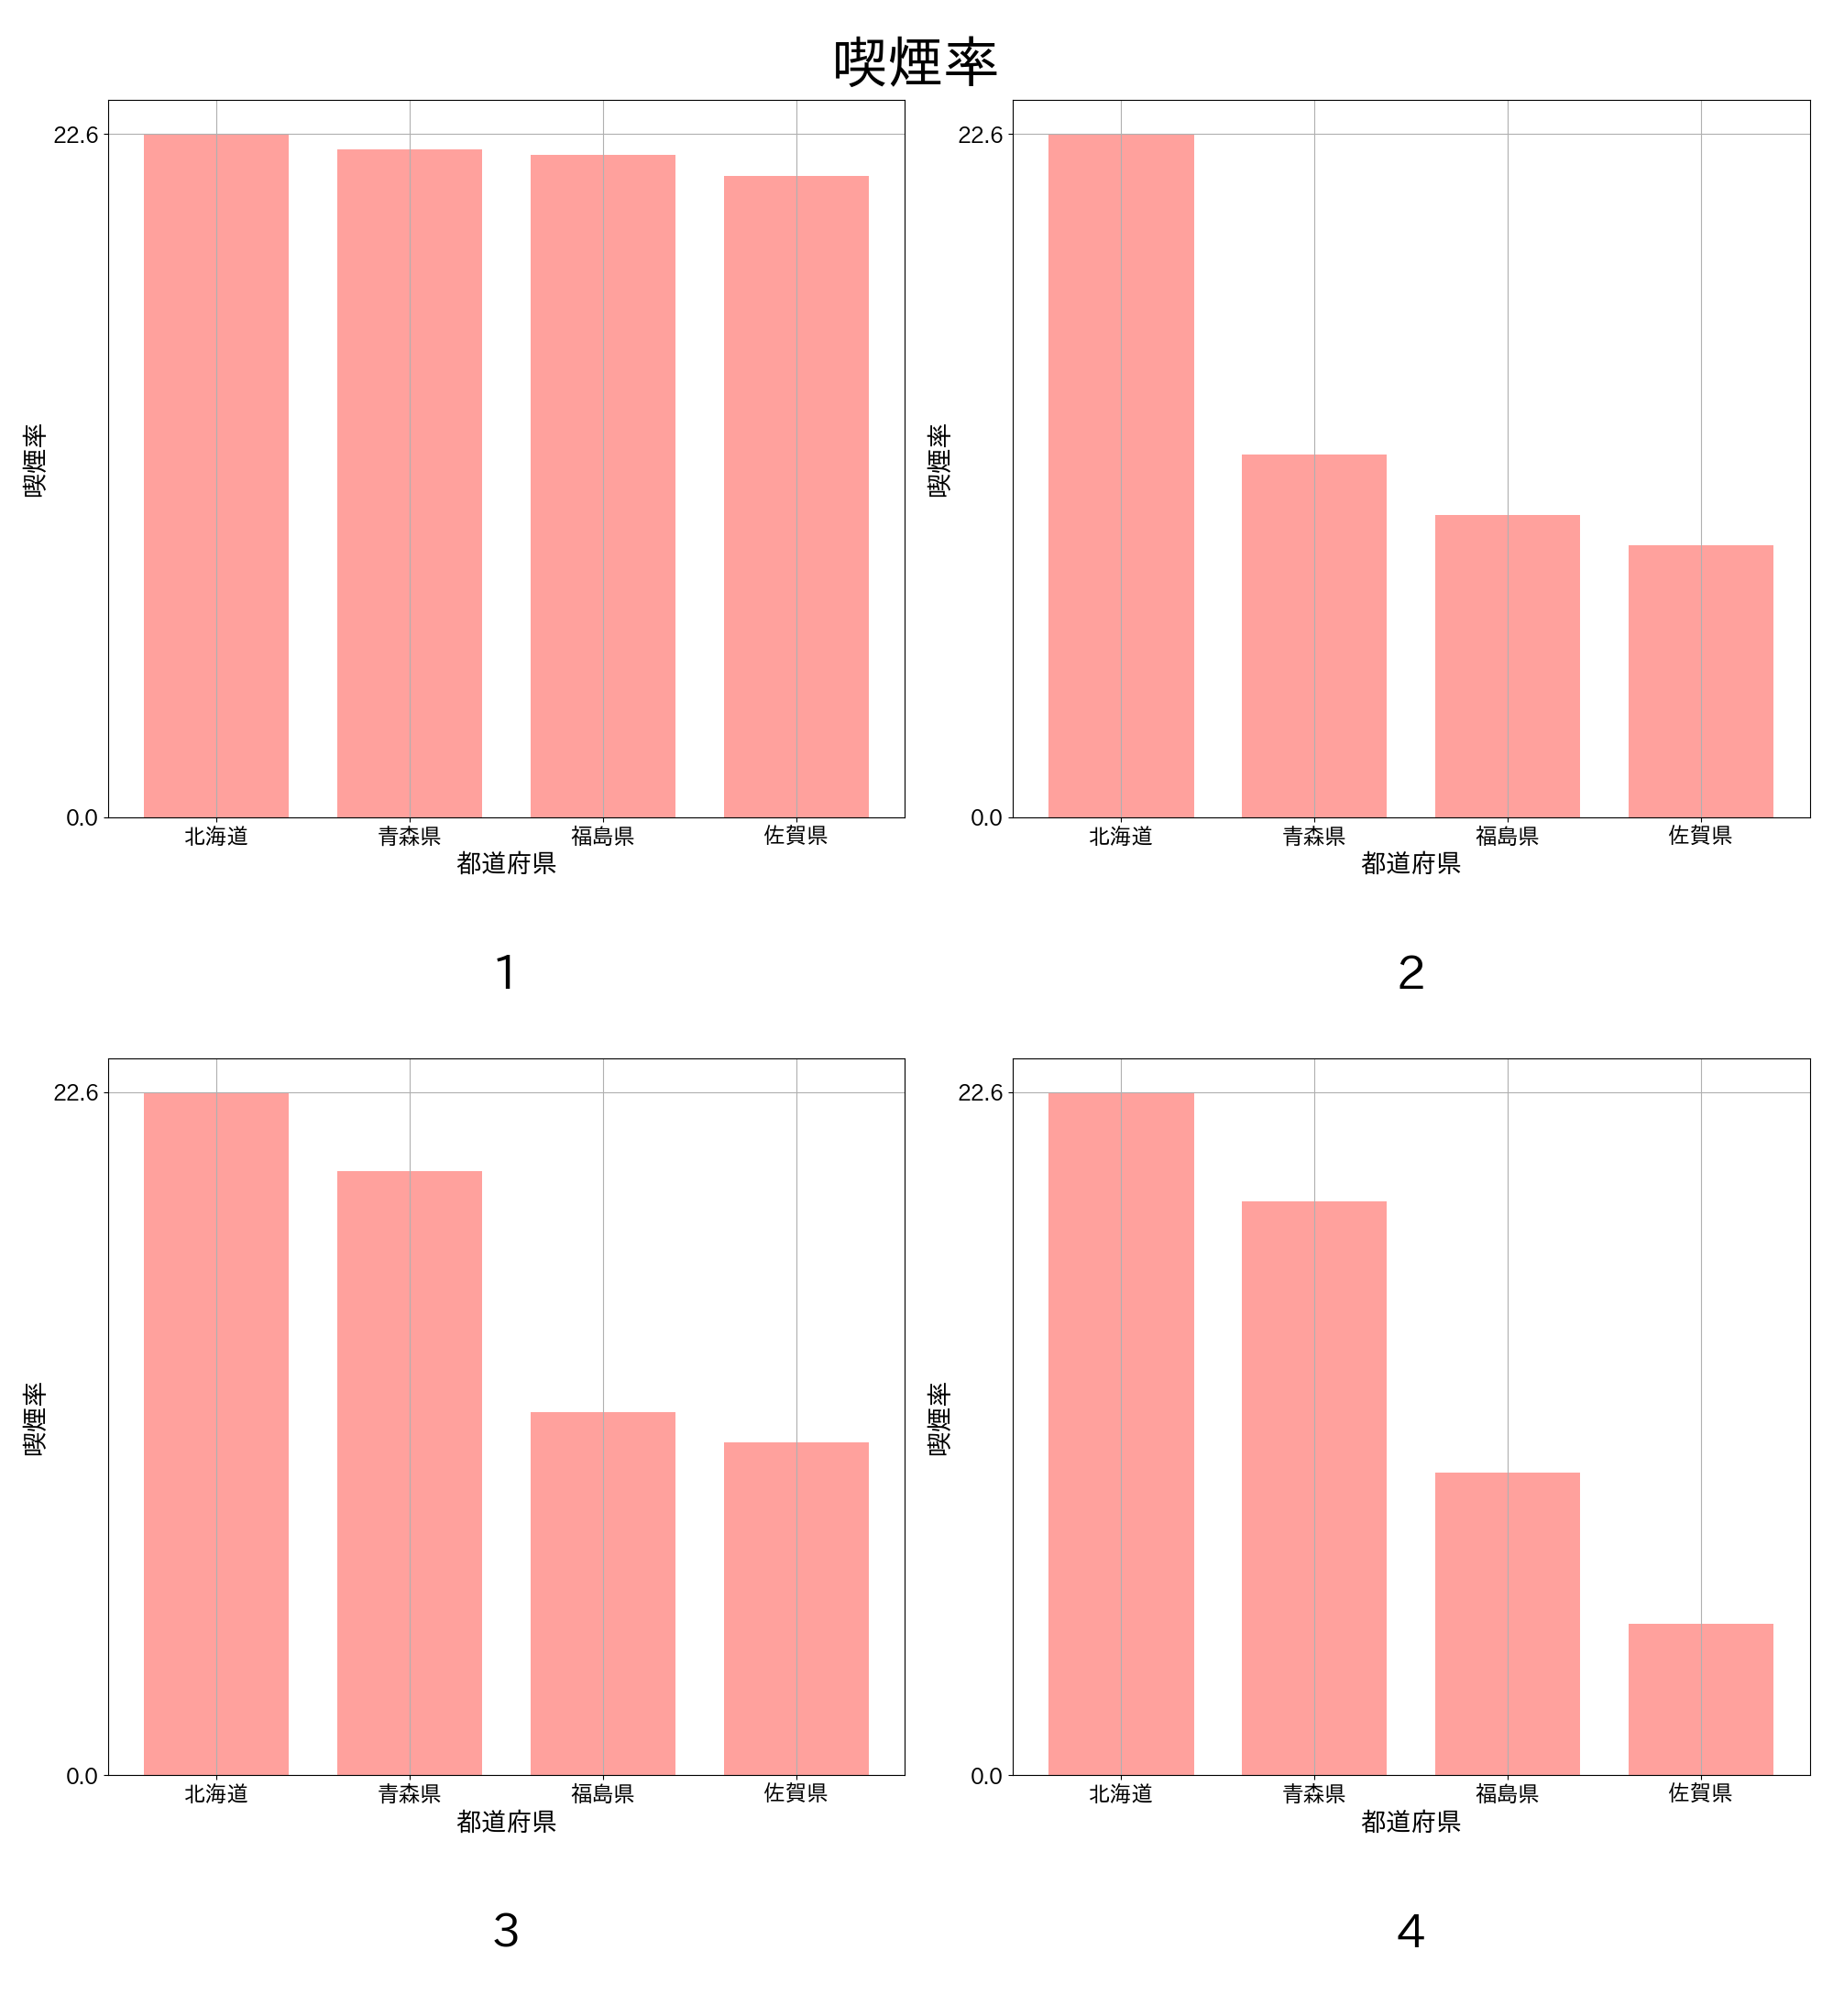 喫煙率
22.6
0.0
喫煙率
北海道 青森県 福島県 佐賀県
都道府県
1
22.6
0.0
喫煙率
北海道 青森県 福島県 佐賀県
都道府県
2
22.6
0.0
喫煙率
北海道 青森県 福島県 佐賀県
都道府県
3
22.6
0.0
喫煙率
北海道 青森県 福島県 佐賀県
都道府県
4